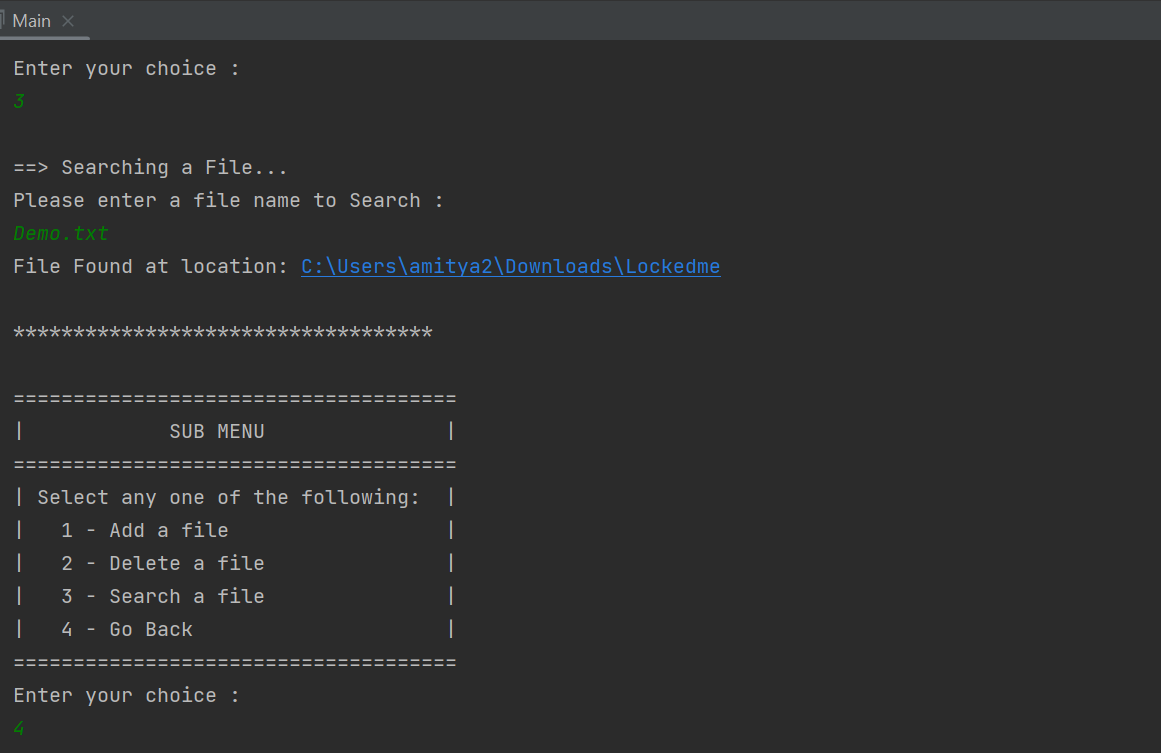 Main
Enter your choice :
3
==> Searching a File...
Please enter a file name to Search :
Demo.txt
File Found at location: C:\Users\amitya2\Downloads\Lockedme
***********************************
=====================================
|            SUB MENU               |
=====================================
| Select any one of the following:  |
|   1 - Add a file                  |
|   2 - Delete a file               |
|   3 - Search a file               |
|   4 - Go Back                     |
=====================================
Enter your choice :
4